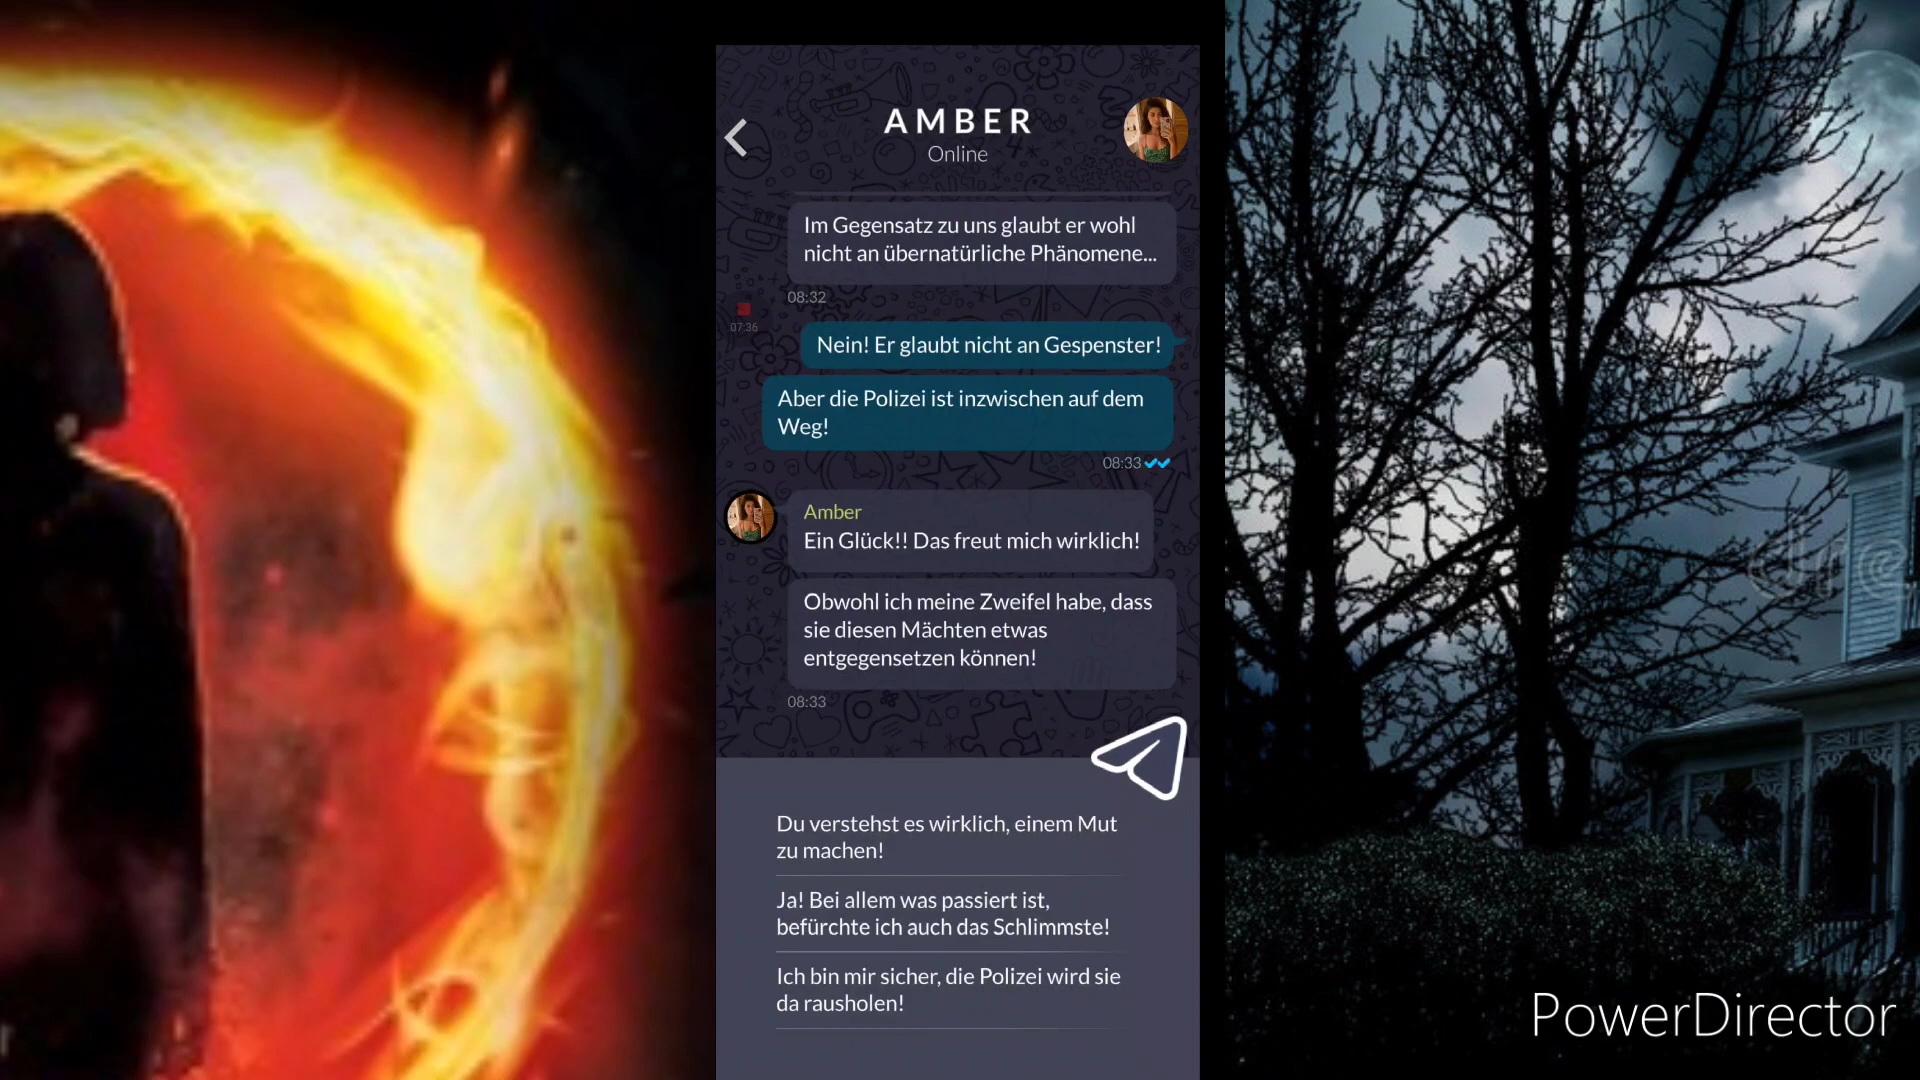 AMBER
Online
Im Gegensatz zu uns glaubt er wohl
nicht an übernatürliche Phänomene...
08:32
07:36
Nein! Er glaubt nicht an Gespenster!
Aber die Polizei ist inzwischen auf dem
Weg!
08:33
Amber
Ein Glück!! Das freut mich wirklich!
Obwohl ich meine Zweifel habe, dass
sie diesen Mächten etwas
entgegensetzen können!
08:33
Du verstehst es wirklich, einem Mut
zu machen!
Ja! Bei allem was passiert ist,
befürchte ich auch das Schlimmste!
Ich bin mir sicher, die Polizei wird sie
da rausholen!
PowerDirector